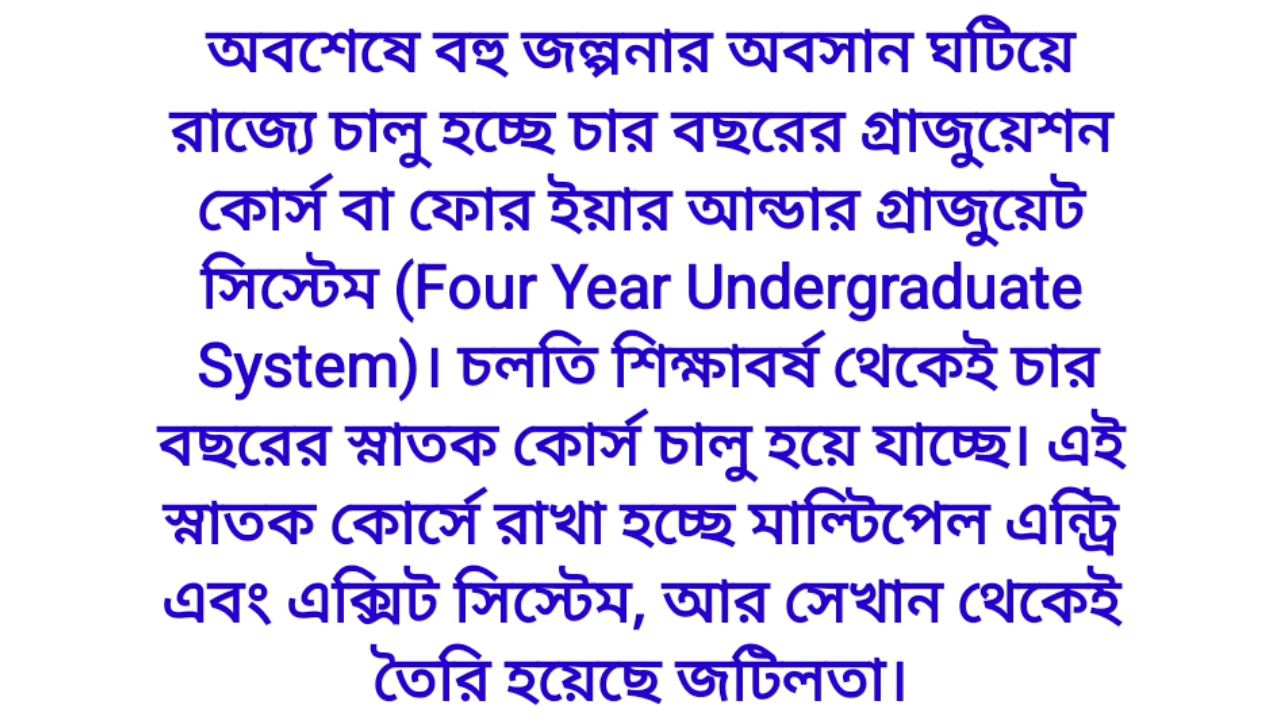 অবশেষে বহু জল্পনার অবসান ঘটিয়ে
রাজ্যে চালু হচ্ছে চার বছরের গ্রাজুয়েশন
কোর্স বা ফোর ইয়ার আন্ডার গ্রাজুয়েট
সিস্টেম (Four Year Undergraduate
System)। চলতি শিক্ষাবর্ষ থেকেই চার
বছরের স্নাতক কোর্স চালু হয়ে যাচ্ছে। এই
স্নাতক কোর্সে রাখা হচ্ছে মাল্টিপেল এন্ট্রি
এবং এক্সিট সিস্টেম, আর সেখান থেকেই
তৈরি হয়েছে জটিলতা।